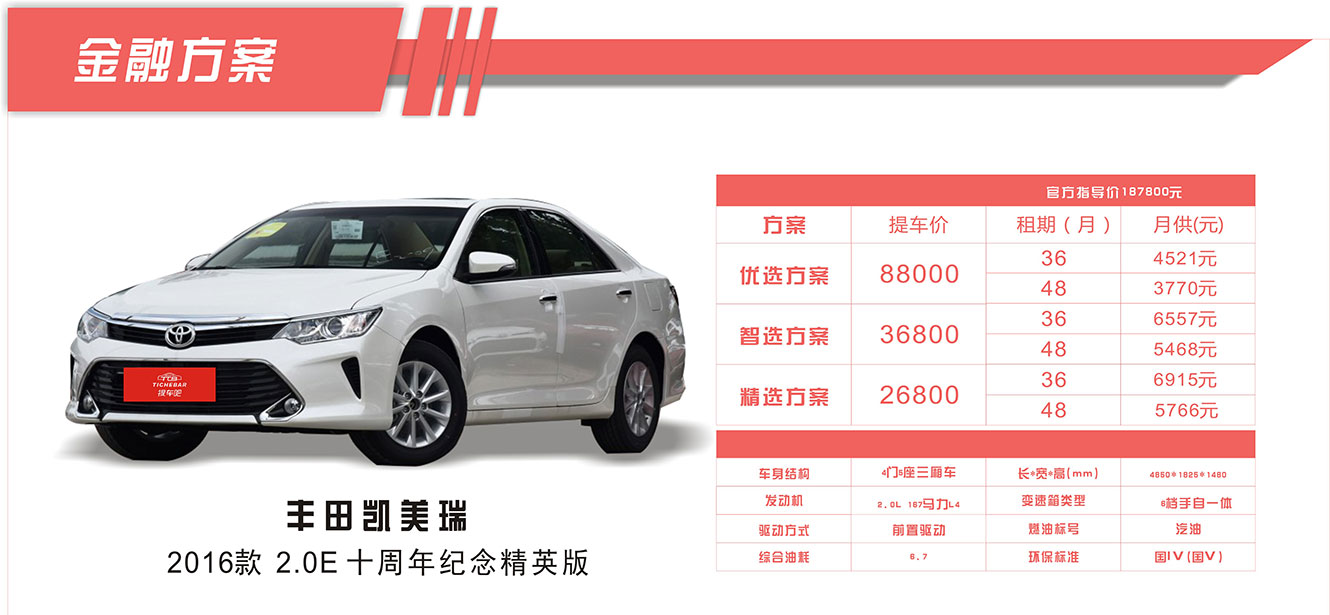 金融方案
TCB
TICHEBAR
提车吧
丰田凯美瑞
2016款 2.0E 十周年纪念精英版
官方指导价187800元
方案 提车价 租期(月) 月供(元)
优选方案 88000 36 4521元
48 3770元
智选方案 36800 36 6557元
48 5468元
精选方案 26800 36 6915元
48 5766元
车身结构 4门5座三厢车 长*宽*高(mm) 4850*1825*1480
发动机 2.0L 167马力L4 变速箱类型 6档手自一体
驱动方式 前置驱动 燃油标号 汽油
综合油耗 6.7 环保标准 国IV(国V)